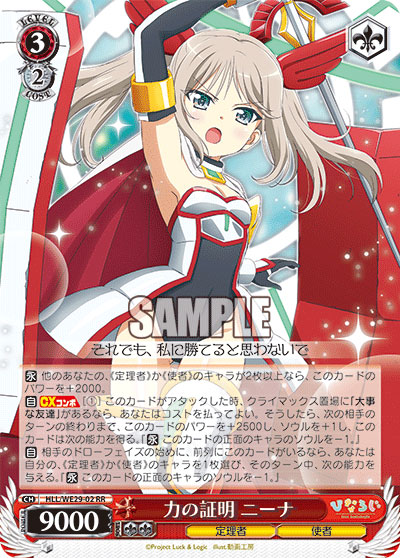 LEVEL
3
2
COST
SAMPLE
それでも、私に勝てると思わないで
永 他のあなたの、《定理者》か《使者》のキャラが2枚以上なら、このカードの
パワーを+2000。
自 CXコンボ [①] このカードがアタックした時、クライマックス置場に「大事
な友達」があるなら、あなたはコストを払ってよい。そうしたら、次の相手の
ターンの終わりまで、このカードのパワーを+2500し、ソウルを+1し、この
カードは次の能力を得る。『永 このカードの正面のキャラのソウルを-1。』
自 相手のドローフェイズの始めに、前列にこのカードがいるなら、あなたは
自分の、《定理者》か《使者》のキャラを1枚選び、そのターン中、次の能力を
与える。『永 このカードの正面のキャラのソウルを-1。』
CH HLL/WE29-02 RR
9000
力の証明 ニーナ
ひなろじ
定理者
使者
©Project Luck & Logic illust.動画工房